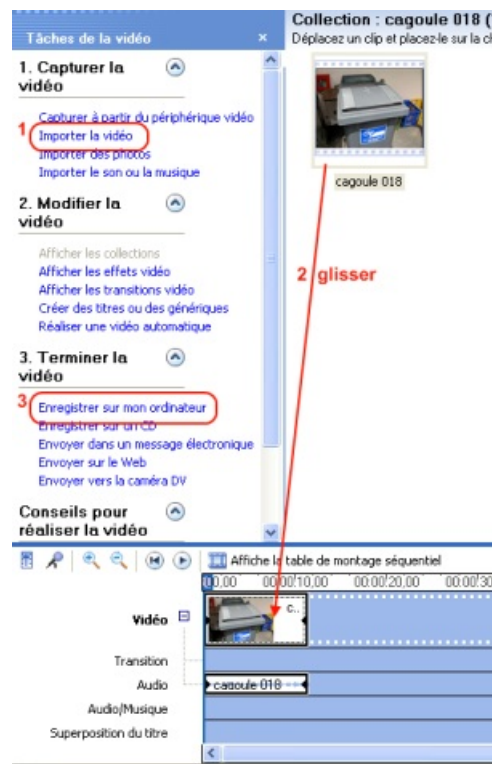 Tâches de la vidéo
1. Capturer la
vidéo
Capturer à partir du périphérique vidéo
1
Importer la vidéo
Importer des photos
Importer le son ou la musique
2. Modifier la
vidéo
Afficher les collections
Afficher les effets vidéo
Afficher les transitions vidéo
Créer des titres ou des génériques
Réaliser une vidéo automatique
3. Terminer la
vidéo
3
Enregistrer sur mon ordinateur
Enregistrer sur un CD
Envoyer dans un message électronique
Envoyer sur le Web
Envoyer vers la caméra DV
Conseils pour
réaliser la vidéo
Collection : cagoule 018 (
Déplacez un clip et placez-le sur la
cagoule 018
2 glisser
Affiche la table de montage séquentiel
00:00:10,00 00:00:20,00 00:00:30
Vidéo
c..
Transition
Audio
cagoule 018
Audio/Musique
Superposition du titre